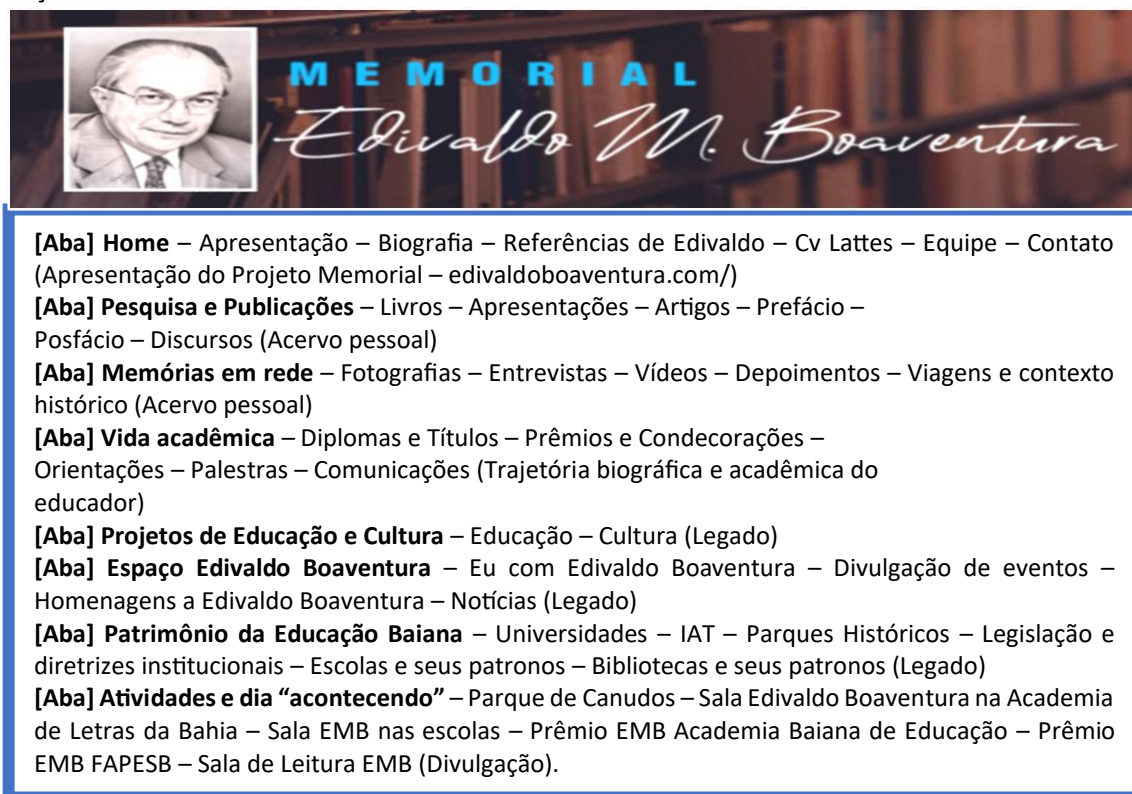 MEMORIAL
Edivaldo M. Boaventura
[Aba] Home – Apresentação – Biografia – Referências de Edivaldo – Cv Lattes – Equipe – Contato
(Apresentação do Projeto Memorial – edivaldoboaventura.com/)
[Aba] Pesquisa e Publicações – Livros – Apresentações – Artigos – Prefácio –
Posfácio – Discursos (Acervo pessoal)
[Aba] Memórias em rede – Fotografias – Entrevistas – Vídeos – Depoimentos – Viagens e contexto
histórico (Acervo pessoal)
[Aba] Vida acadêmica – Diplomas e Títulos – Prêmios e Condecorações –
Orientações – Palestras – Comunicações (Trajetória biográfica e acadêmica do
educador)
[Aba] Projetos de Educação e Cultura – Educação – Cultura (Legado)
[Aba] Espaço Edivaldo Boaventura – Eu com Edivaldo Boaventura – Divulgação de eventos –
Homenagens a Edivaldo Boaventura – Notícias (Legado)
[Aba] Patrimônio da Educação Baiana – Universidades – IAT – Parques Históricos – Legislação e
diretrizes institucionais – Escolas e seus patronos – Bibliotecas e seus patronos (Legado)
[Aba] Atividades e dia “acontecendo” – Parque de Canudos – Sala Edivaldo Boaventura na Academia
de Letras da Bahia – Sala EMB nas escolas – Prêmio EMB Academia Baiana de Educação – Prêmio
EMB FAPESB – Sala de Leitura EMB (Divulgação).